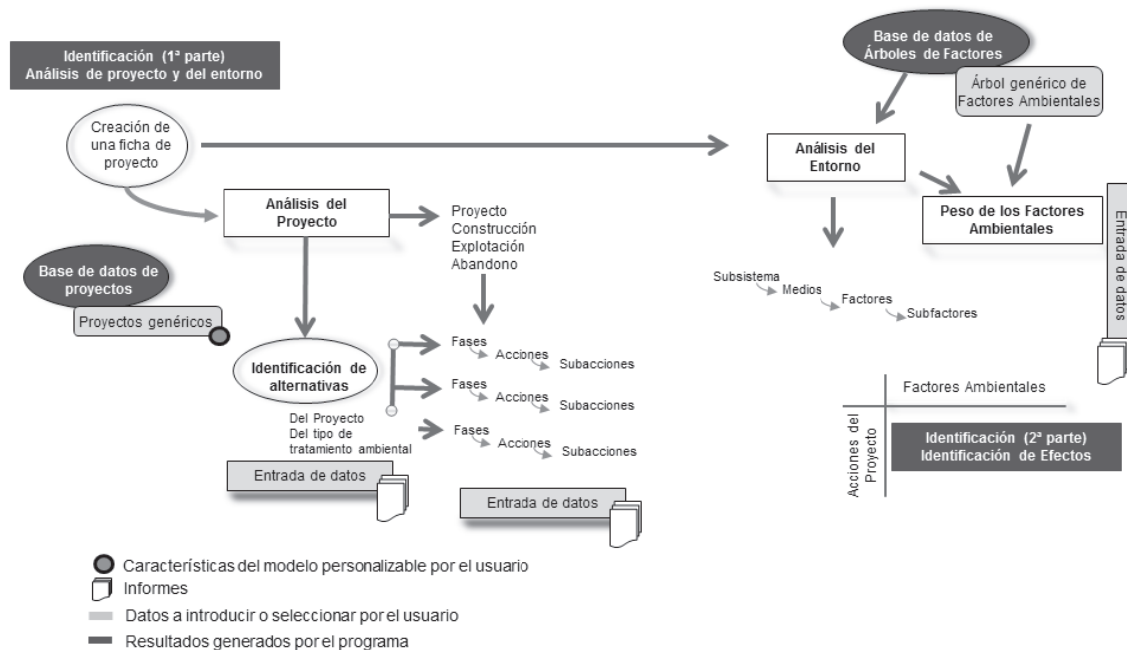 Identificación (1ª parte)
Análisis de proyecto y del entorno
Creación de
una ficha de
proyecto
Análisis del
Proyecto
Proyecto
Construcción
Explotación
Abandono
Base de datos de
proyectos
Proyectos genéricos
Identificación de
alternativas
Del Proyecto
Del tipo de
tratamiento ambiental
Entrada de datos
Fases
Acciones
Subacciones
Fases
Acciones
Subacciones
Fases
Acciones
Subacciones
Entrada de datos
Base de datos de
Árboles de Factores
Árbol genérico de
Factores Ambientales
Análisis del
Entorno
Peso de los Factores
Ambientales
Entrada de datos
Subsistema
Medios
Factores
Subfactores
Factores Ambientales
Acciones del
Proyecto
Identificación (2ª parte)
Identificación de Efectos
Características del modelo personalizable por el usuario
Informes
Datos a introducir o seleccionar por el usuario
Resultados generados por el programa